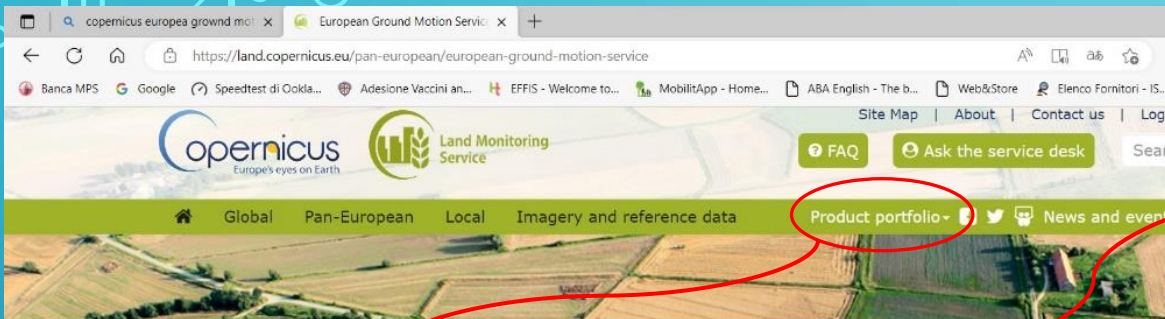 copernicus europea grownd mot
European Ground Motion Servic
https://land.copernicus.eu/pan-european/european-ground-motion-service
Banca MPS Google Speedtest di Ookla... Adesione Vaccini an... EFFIS - Welcome to... MobilitApp - Home... ABA English - The b... Web&Store Elenco Fornitori - IS...
Site Map | About | Contact us | Log
opernicus
Europe's eyes on Earth
Land Monitoring
Service
FAQ
Ask the service desk
Sear
Global Pan-European Local Imagery and reference data Product portfolio News and event